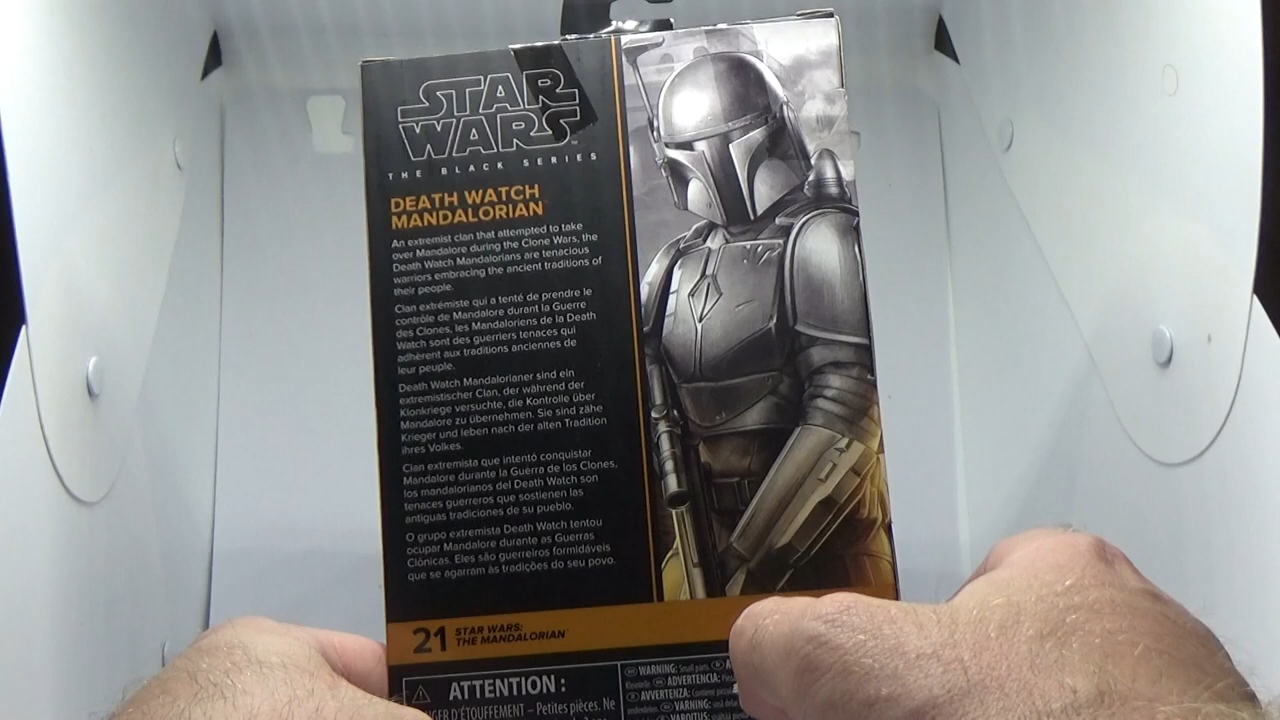 STAR
WARS
THE BLACK SERIES
DEATH WATCH
MANDALORIAN
An extremist clan that attempted to take
over Mandalore during the Clone Wars, the
Death Watch Mandalorians are tenacious
warriors embracing the ancient traditions of
their people.
Clan extrémiste qui a tenté de prendre le
contrôle de Mandalore durant la Guerre
des Clones, les Mandaloriens de la Death
Watch sont des guerriers tenaces qui
adhèrent aux traditions anciennes de
leur peuple.
Death Watch Mandalorianer sind ein
extremistischer Clan, der während der
Klonkriege versuchte, die Kontrolle über
Mandalore zu übernehmen. Sie sind zähe
Krieger und leben nach der alten Tradition
ihres Volkes.
Clan extremista que intentó conquistar
Mandalore durante la Guerra de los Clones,
los mandalorianos del Death Watch son
tenaces guerreros que sostienen las
antiguas tradiciones de su pueblo.
O grupo extremista Death Watch tentou
ocupar Mandalore durante as Guerras
Clônicas. Eles são guerreiros formidáveis
que se agarram às tradições do seu povo.
21 STAR WARS:
THE MANDALORIAN
ATTENTION :
D'ÉTOUFFEMENT – Petites pièces. Ne
WARNING: Small parts.
ADVERTENCIA:
AVVERTENZA: Contiene
VARNING: